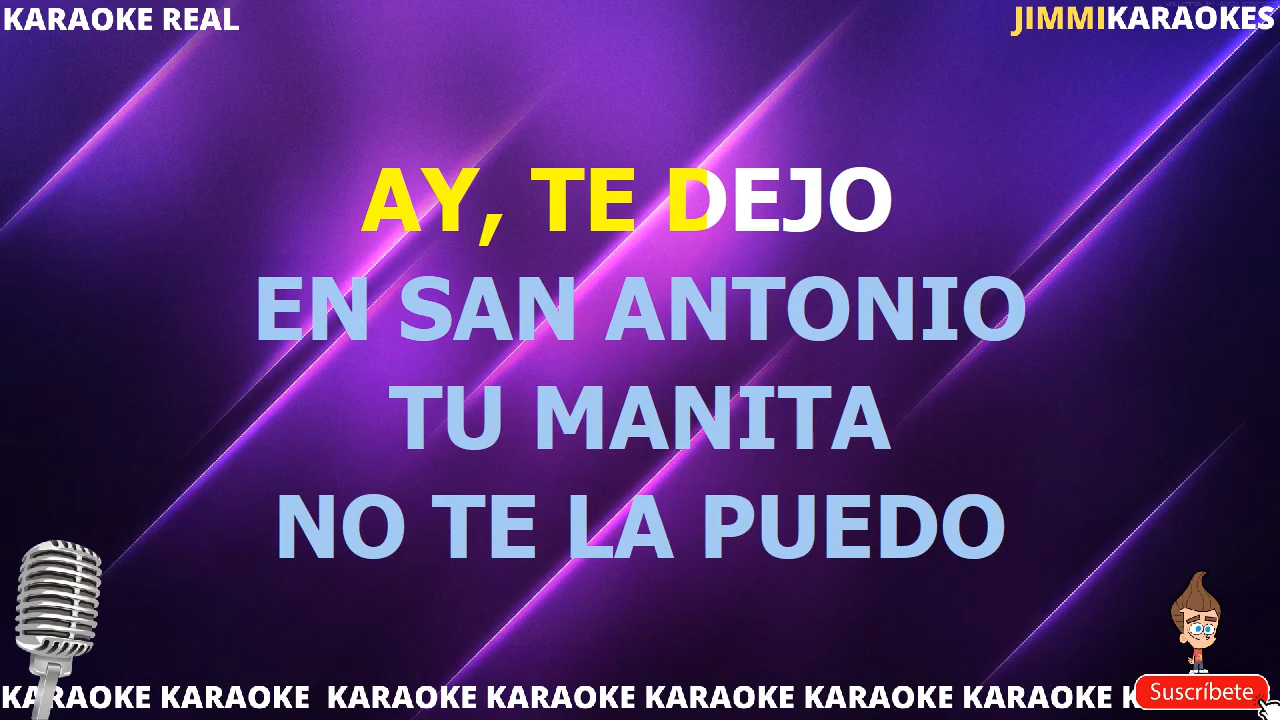 KARAOKE REAL
JIMMIKARAOKES
AY, TE DEJO
EN SAN ANTONIO
TU MANITA
NO TE LA PUEDO
KARAOKE KARAOKE KARAOKE KARAOKE KARAOKE KARAOKE KARAOKE K
Suscríbete